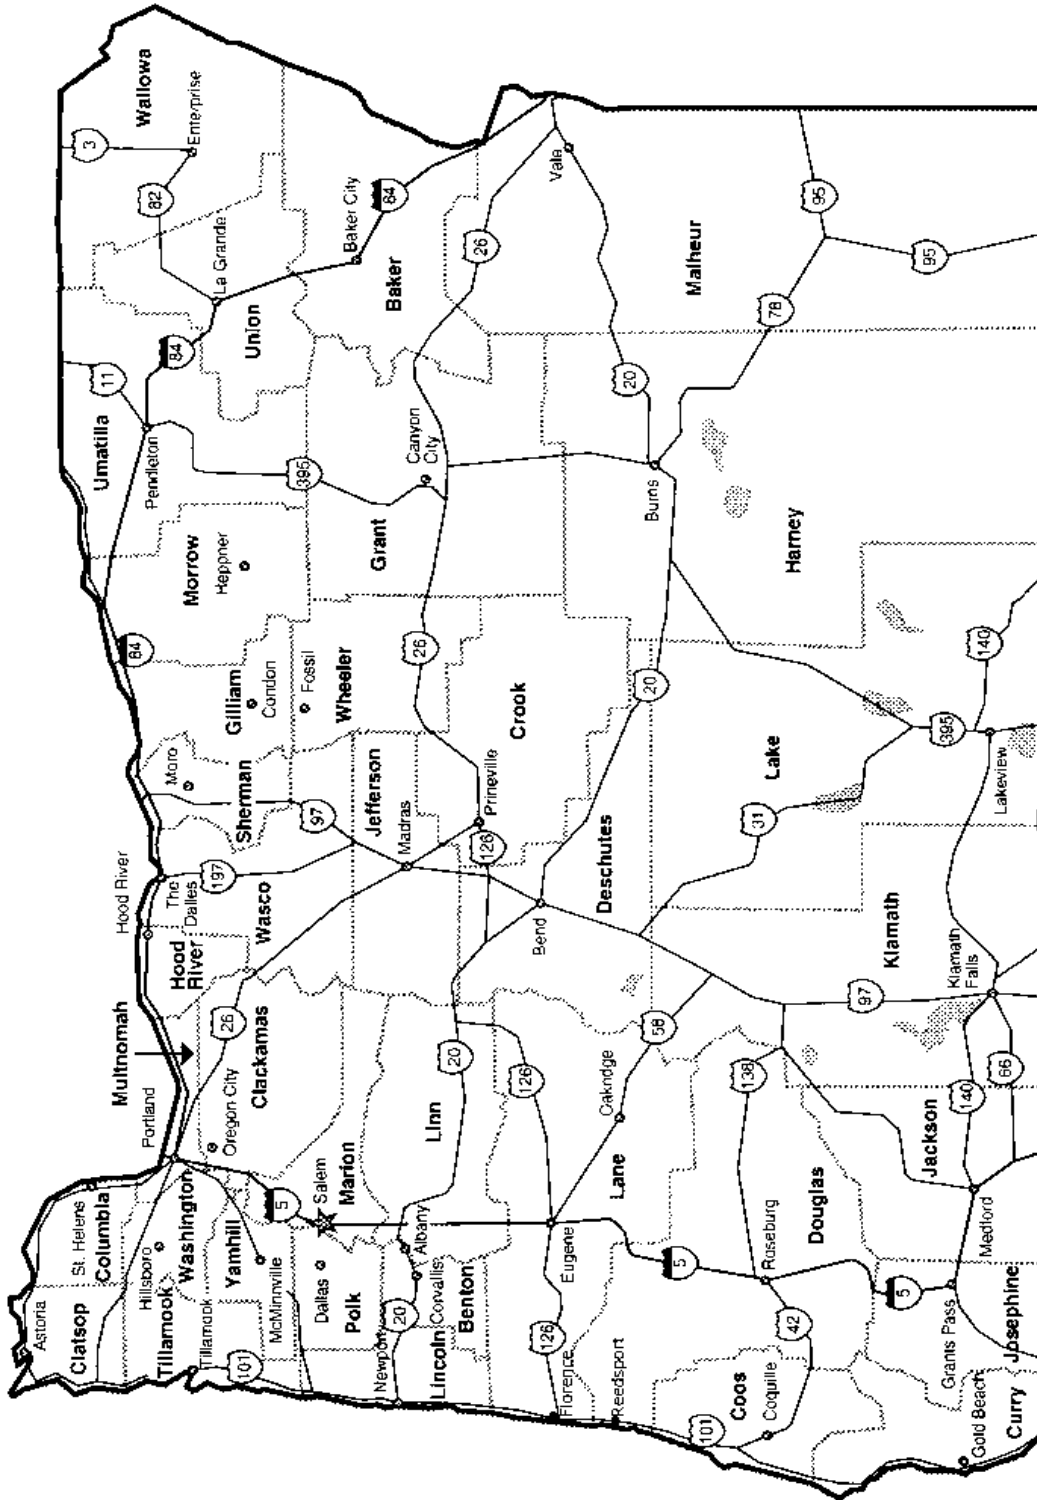 Astoria
Clatsop
St. Helens
Columbia
Portland
Multnomah
Hood River
Hood
River
The
Dalles
Wasco
197
Moro
Sherman
97
Gilliam
Condon
84
Morrow
Heppner
Umatilla
Pendleton
11
84
395
La Grande
Union
82
3
Wallowa
Enterprise
Tillamook
Tillamook
101
Hillsboro
Washington
Yamhill
McMinnville
Oregon City
Clackamas
26
5
Salem
Marion
Dallas
Polk
Jefferson
Madras
Fossil
Wheeler
26
Grant
Canyon
City
Baker City
Baker
84
26
Newport
Lincoln
20
Corvallis
Albany
Benton
Linn
20
126
Prineville
126
Crook
Bend
Deschutes
20
Burns
20
Vale
Malheur
Florence
126
Eugene
Lane
Oakridge
58
Reedsport
101
Coos
Coquille
42
Roseburg
5
Douglas
138
Klamath
97
31
Lake
Harney
78
95
95
Gold Beach
Curry
Grants Pass
Josephine
5
Medford
Jackson
140
66
Klamath
Falls
Lakeview
395
140